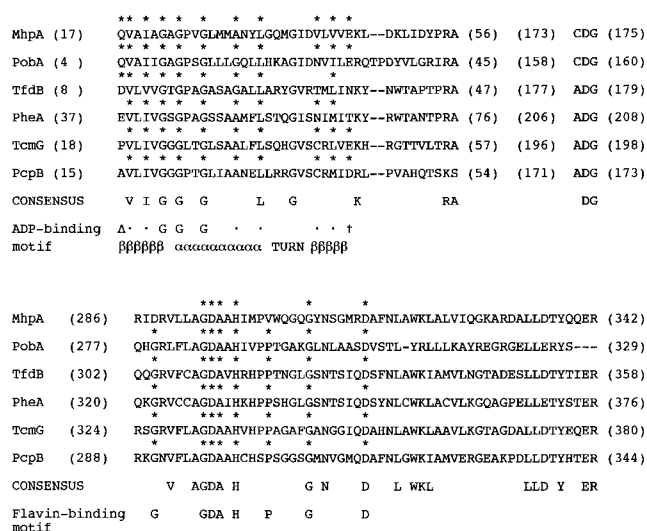 ** * * * * * * * * *
MhpA (17) QVAIIGAGPVGLMMANYLGQMGIDVLVVEKL--DKLIDYPRA (56) (173) CDG (175)
** * * * * * * * * *
PobA (4) QVAIIGAGPSGLLLGQLLHKAGIDNVILERQTPDYVLGRIRA (45) (158) CDG (160)
** * * * * * *
TfdB (8) DVLVVGTGPAGASAGALLARYGVRTMLINKY--NWTAPTPRA (47) (177) ADG (179)
* * * * * * * * *
PheA (37) EVLIVGSGPAGSSAAMFLSTQGISNIMITKY--RWTANTPRA (76) (206) ADG (208)
* * * * * * * * *
TcmG (18) PVLIVGGGLTGLSAALFLSQHGVSCRLVEKH--RGTTVLTRA (57) (196) ADG (198)
* * * * * * * * *
PcpB (15) AVLIVGGGPTGLIAANELLRRGVSCRMIDRL--PVAHQTSKS (54) (171) ADG (173)
CONSENSUS V I G G G L G K RA DG
ADP-binding Δ· · G G G · · · · †
motif ββββββ ααααααααααα TURN βββββ
*** * * *
MhpA (286) RIDRVLLAGDAAHIMPVWQGQGYNSGMRDAFNLAWKLALVIQGKARDALLDTYQQER (342)
* *** * * * *
PobA (277) QHGRLFLAGDAAHIVPPTGAKGLNLAASDVSTL-YRLLLKAYREGRGELLERYS--- (329)
* *** * * * *
TfdB (302) QQGRVFCAGDAVHRHPPTNGLGSNTSIQDSFNLAWKIAMVLNGTADESLLDTYTIER (358)
* *** * * * *
PheA (320) QKGRVCCAGDAIHKHPPSHGLGSNTSIQDSYNLCWKLACVLKGQAGPELLETYSTER (376)
* *** * * * *
TcmG (324) RSGRVFLAGDAAHVHPPAGAFGANGGIQDAHNLAWKLAAVLKGTAGDALLDTYEQER (380)
* *** * * * *
PcpB (288) RKGNVFLAGDAAHCHSPSGGSGMNVGMQDAFNLGWKIAMVERGEAKPDLLDTYHTER (344)
CONSENSUS V AGDA H G N D L WKL LLD Y ER
Flavin-binding G GDA H P G D
motif